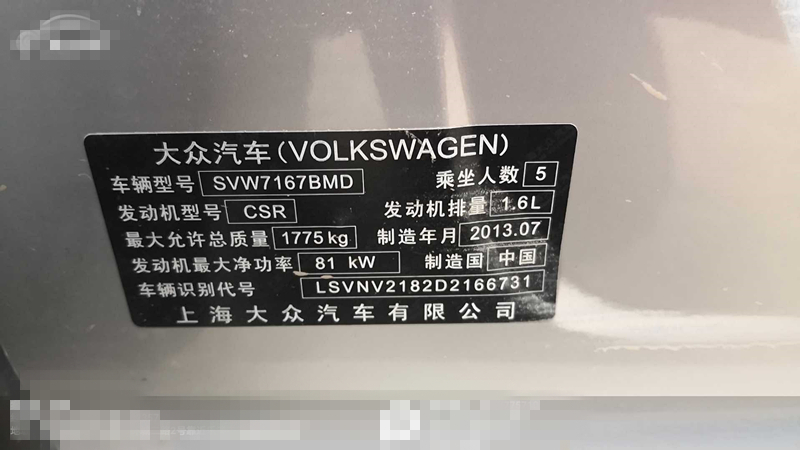 大众汽车(VOLKSWAGEN)
车辆型号 SVW7167BMD 乘坐人数 5
发动机型号 CSR 发动机排量 1.6L
最大允许总质量 1775kg 制造年月 2013.07
发动机最大净功率 81 kW 制造国 中国
车辆识别代号 LSVNV2182D2166731
上海大众汽车有限公司